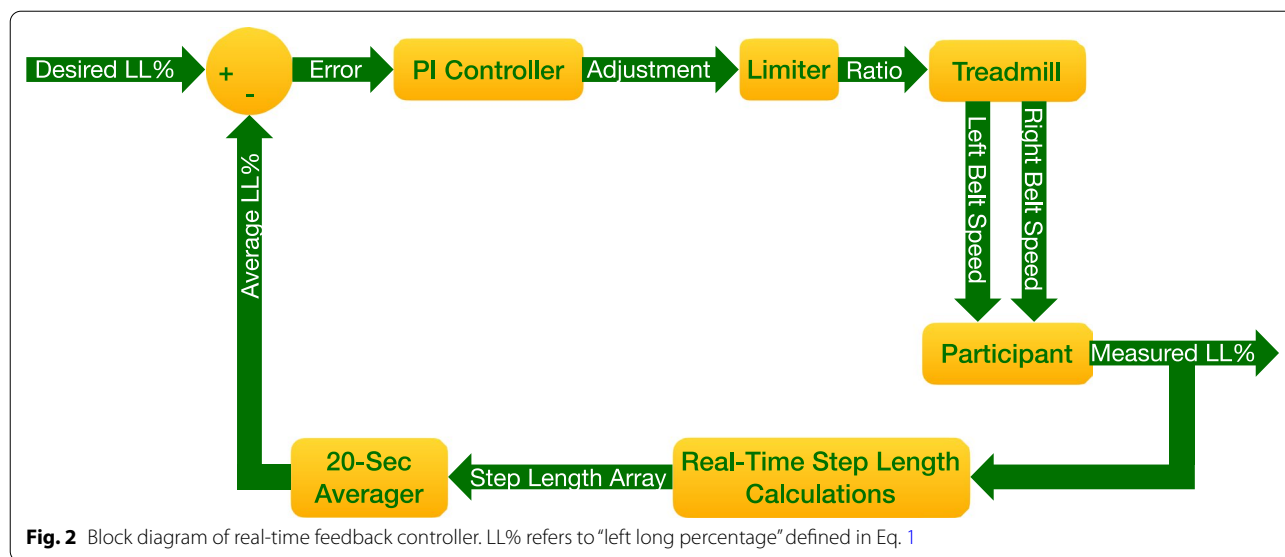 Desired LL%
+
-
Error
PI Controller
Adjustment
Limiter
Ratio
Treadmill
Left Belt Speed
Right Belt Speed
Participant
Measured LL%
Real-Time Step Length
Calculations
Step Length Array
20-Sec
Averager
Average LL%
Fig. 2 Block diagram of real-time feedback controller. LL% refers to “left long percentage” defined in Eq. 1